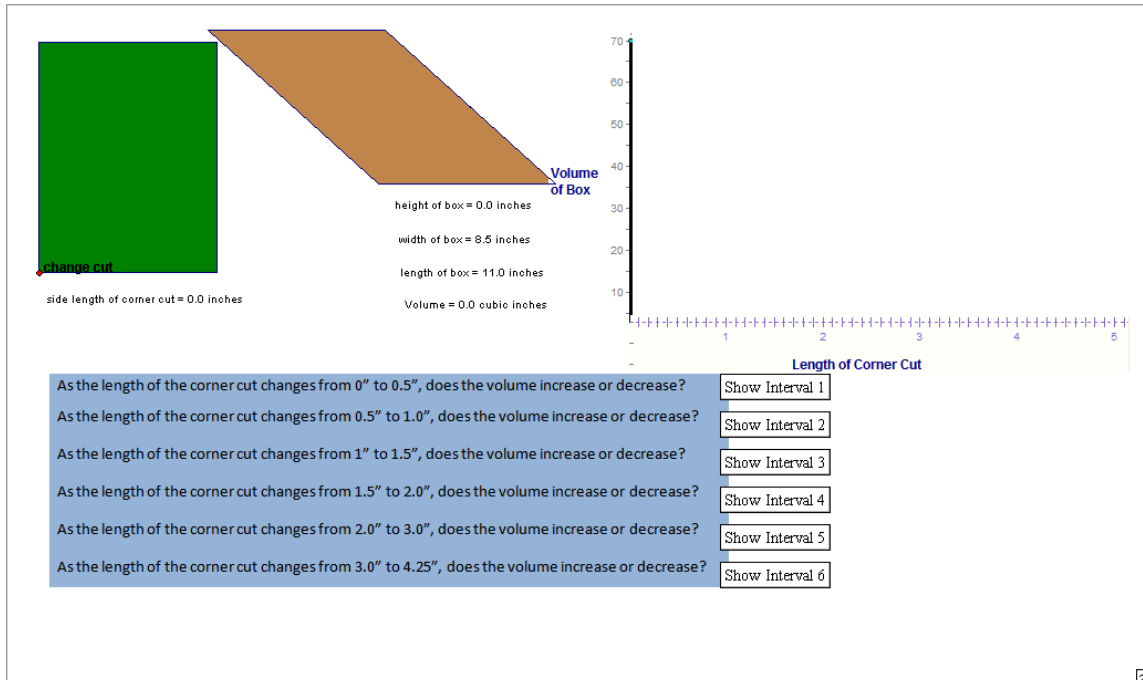 change cut
side length of corner cut = 0.0 inches
Volume
of Box
height of box = 0.0 inches
width of box = 8.5 inches
length of box = 11.0 inches
Volume = 0.0 cubic inches
70
60
50
40
30
20
10
1 2 3 4 5
Length of Corner Cut
As the length of the corner cut changes from 0” to 0.5”, does the volume increase or decrease? Show Interval 1
As the length of the corner cut changes from 0.5” to 1.0”, does the volume increase or decrease? Show Interval 2
As the length of the corner cut changes from 1” to 1.5”, does the volume increase or decrease? Show Interval 3
As the length of the corner cut changes from 1.5” to 2.0”, does the volume increase or decrease? Show Interval 4
As the length of the corner cut changes from 2.0” to 3.0”, does the volume increase or decrease? Show Interval 5
As the length of the corner cut changes from 3.0” to 4.25”, does the volume increase or decrease? Show Interval 6